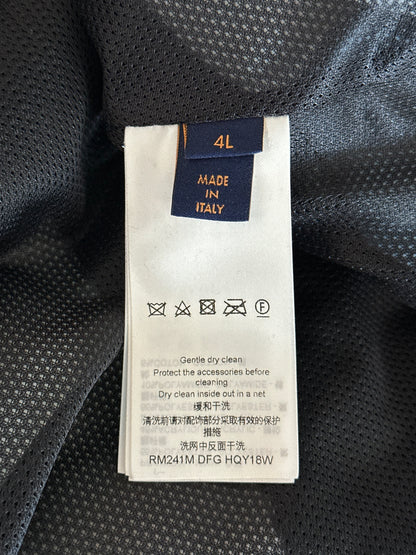 4L
MADE
IN
ITALY
Gentle dry clean
Protect the accessories before
cleaning
Dry clean inside out in a net
缓和干洗
清洗前请对配饰部分采取有效的保护
措施
洗网中反面干洗
RM241M DFG HQY18W